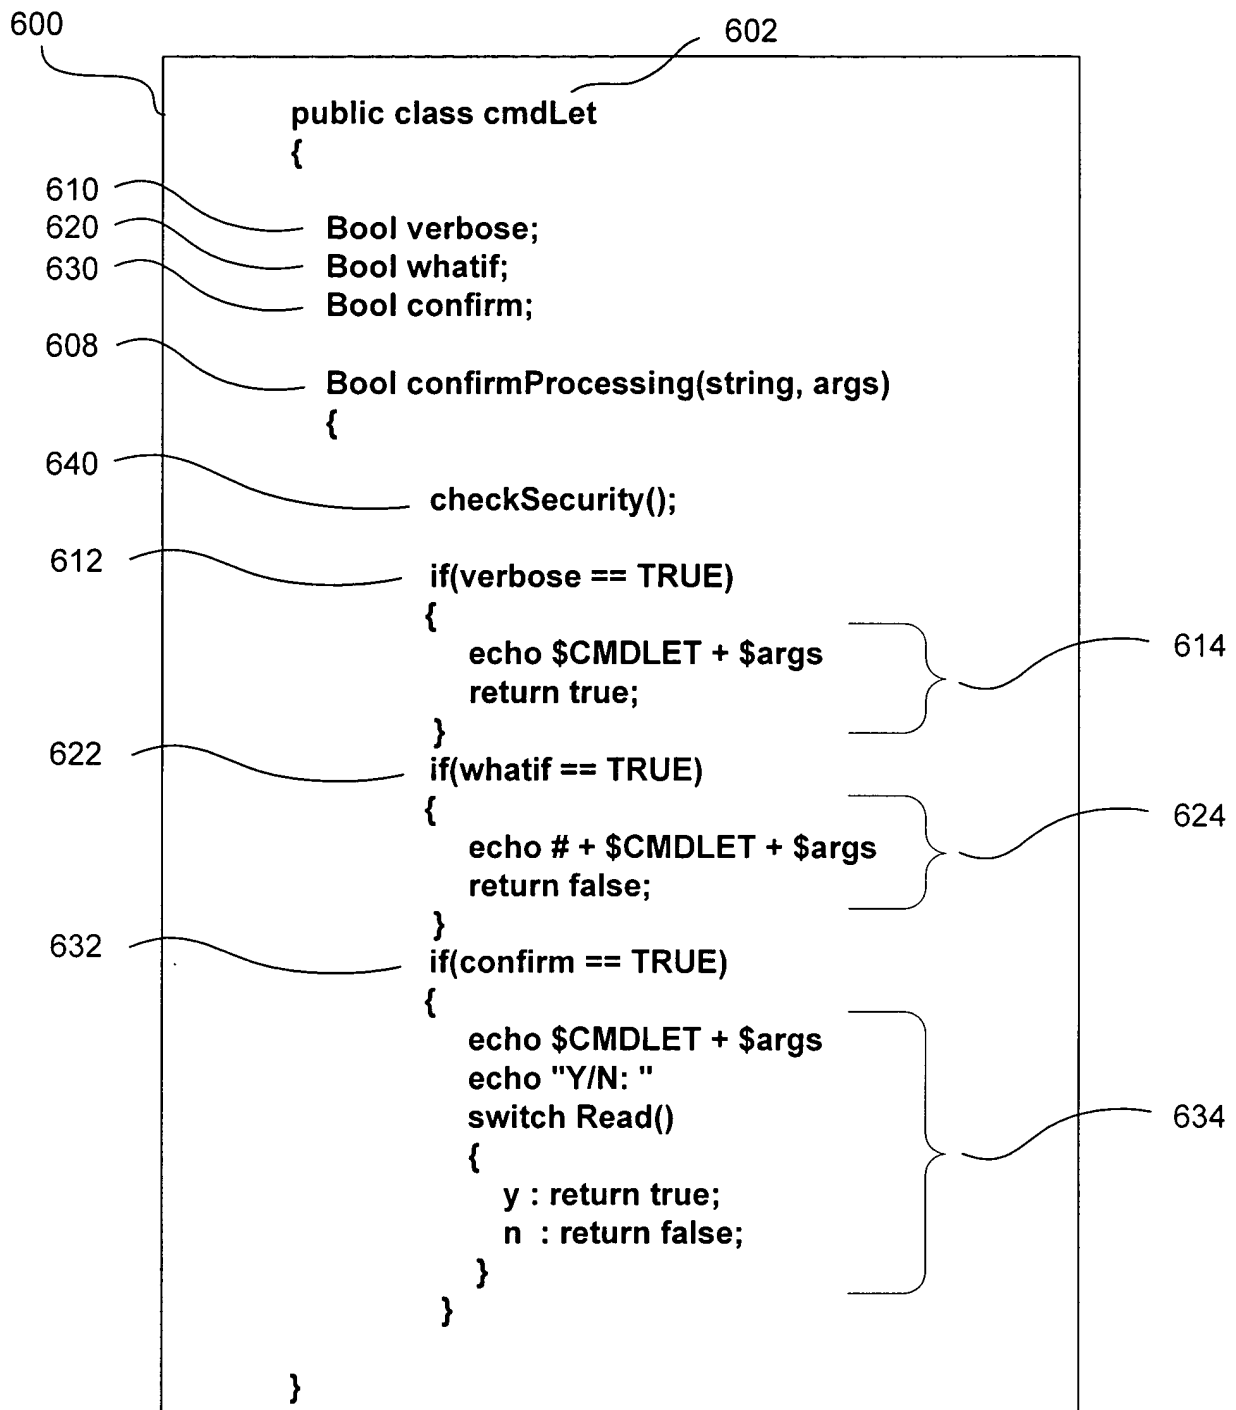 600
602
public class cmdLet
{
610
Bool verbose;
620
Bool whatif;
630
Bool confirm;
608
Bool confirmProcessing(string, args)
{
640
checkSecurity();
612
if(verbose == TRUE)
{
echo $CMDLET + $args
614
return true;
}
622
if(whatif == TRUE)
{
624
echo # + $CMDLET + $args
return false;
}
632
if(confirm == TRUE)
{
echo $CMDLET + $args
echo "Y/N: "
switch Read()
634
{
y : return true;
n : return false;
}
}
}